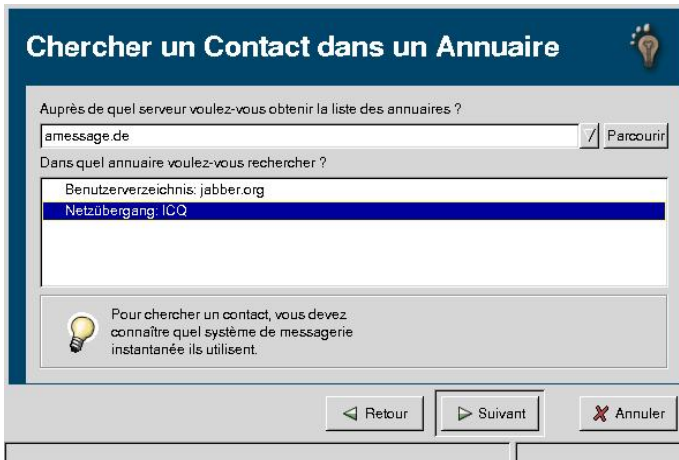 Chercher un Contact dans un Annuaire
Auprès de quel serveur voulez-vous obtenir la liste des annuaires ?
amessage.de
Parcourir
Dans quel annuaire voulez-vous rechercher ?
Benutzerverzeichnis: jabber.org
Netzübergang: ICQ
Pour chercher un contact, vous devez
connaître quel système de messagerie
instantanée ils utilisent.
Retour
Suivant
Annuler